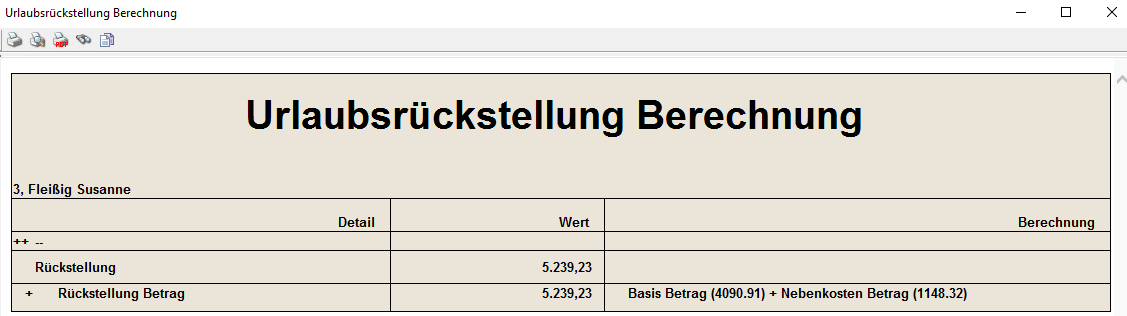 Urlaubsrückstellung Berechnung
PDF
Urlaubsrückstellung Berechnung
3, Fleißig Susanne
Detail Wert Berechnung
++ --
Rückstellung 5.239,23
+ Rückstellung Betrag 5.239,23 Basis Betrag (4090.91) + Nebenkosten Betrag (1148.32)